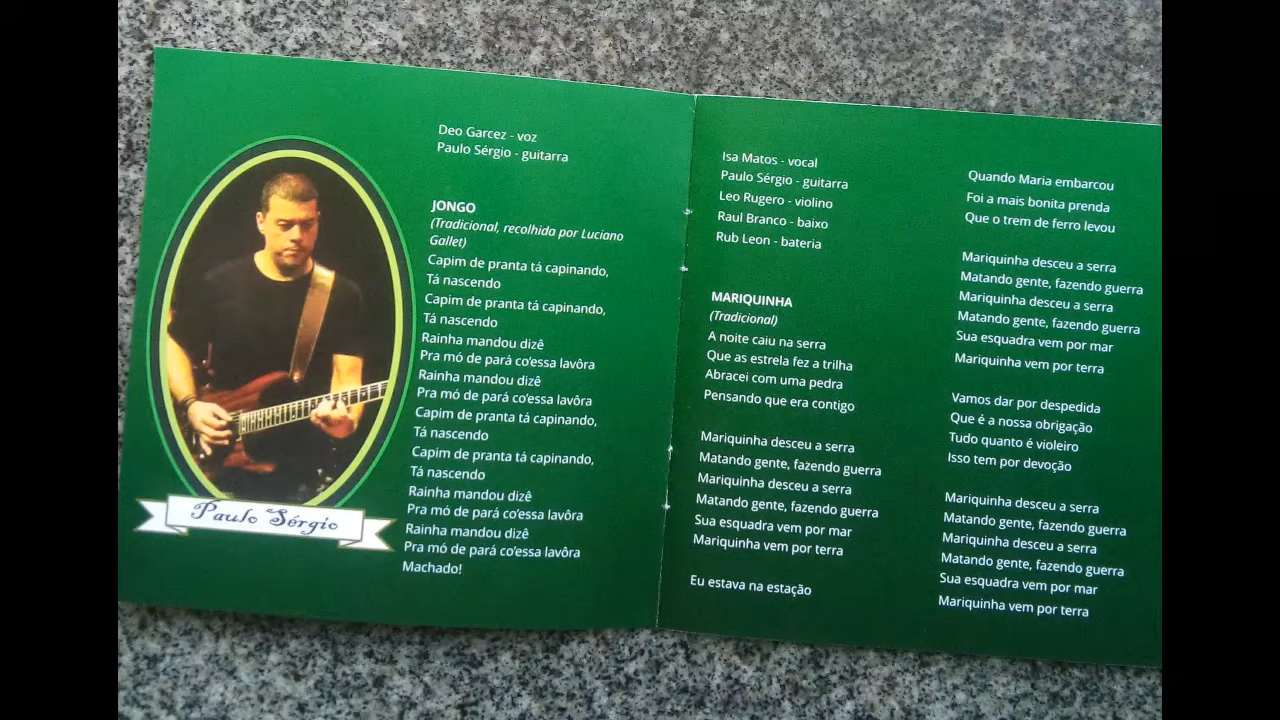 Paulo Sérgio
Deo Garcez - voz
Paulo Sérgio - guitarra
JONGO
(Tradicional, recolhida por Luciano
Gallet)
Capim de pranta tá capinando,
Tá nascendo
Capim de pranta tá capinando,
Tá nascendo
Rainha mandou dizê
Pra mó de pará co'essa lavôra
Rainha mandou dizê
Pra mó de pará co'essa lavôra
Capim de pranta tá capinando,
Tá nascendo
Capim de pranta tá capinando,
Tá nascendo
Rainha mandou dizê
Pra mó de pará co'essa lavôra
Rainha mandou dizê
Pra mó de pará co'essa lavôra
Machado!
Isa Matos - vocal
Paulo Sérgio - guitarra
Leo Rugero - violino
Raul Branco - baixo
Rub Leon - bateria
MARIQUINHA
(Tradicional)
A noite caiu na serra
Que as estrela fez a trilha
Abracei com uma pedra
Pensando que era contigo
Mariquinha desceu a serra
Matando gente, fazendo guerra
Mariquinha desceu a serra
Matando gente, fazendo guerra
Sua esquadra vem por mar
Mariquinha vem por terra
Eu estava na estação
Quando Maria embarcou
Foi a mais bonita prenda
Que o trem de ferro levou
Mariquinha desceu a serra
Matando gente, fazendo guerra
Mariquinha desceu a serra
Matando gente, fazendo guerra
Sua esquadra vem por mar
Mariquinha vem por terra
Vamos dar por despedida
Que é a nossa obrigação
Tudo quanto é violeiro
Isso tem por devoção
Mariquinha desceu a serra
Matando gente, fazendo guerra
Mariquinha desceu a serra
Matando gente, fazendo guerra
Sua esquadra vem por mar
Mariquinha vem por terra